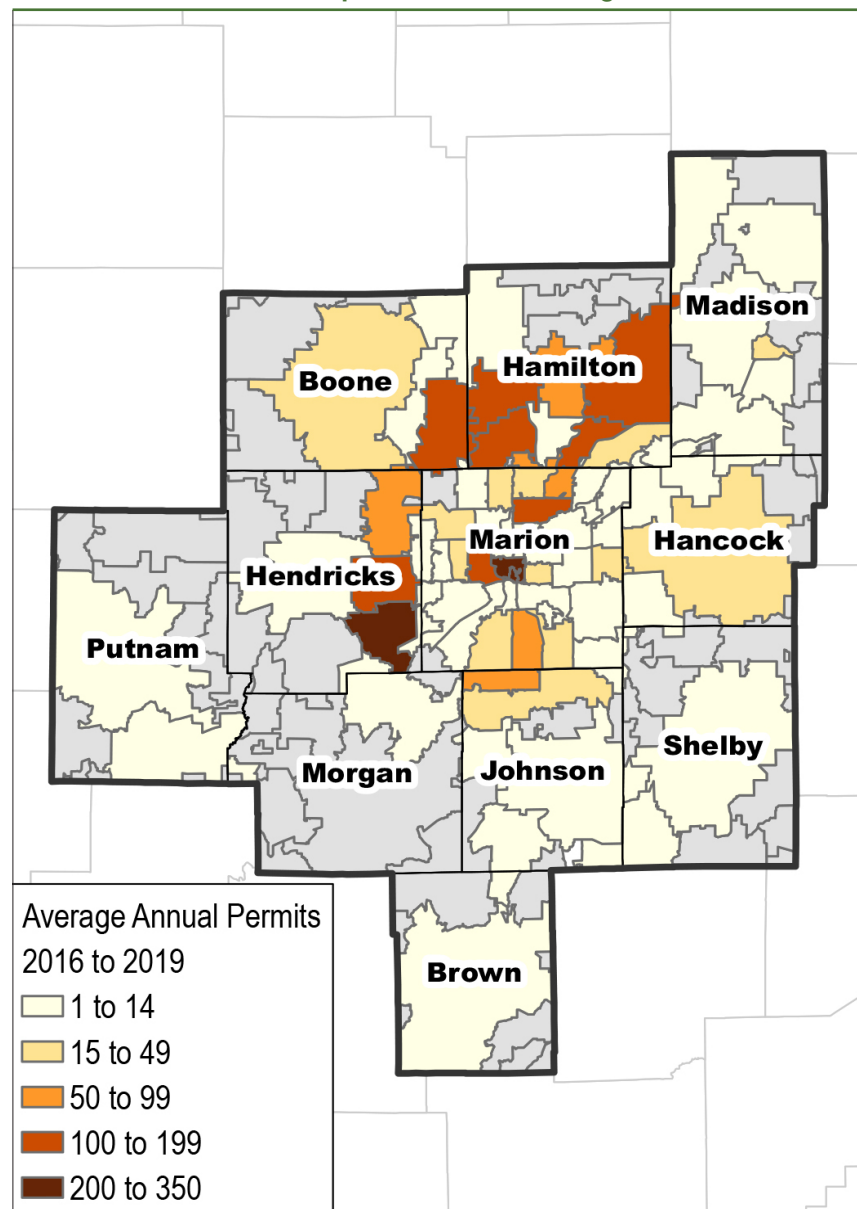 Madison
Hamilton
Boone
Marion
Hancock
Hendricks
Putnam
Shelby
Morgan
Johnson
Brown
Average Annual Permits
2016 to 2019
1 to 14
15 to 49
50 to 99
100 to 199
200 to 350